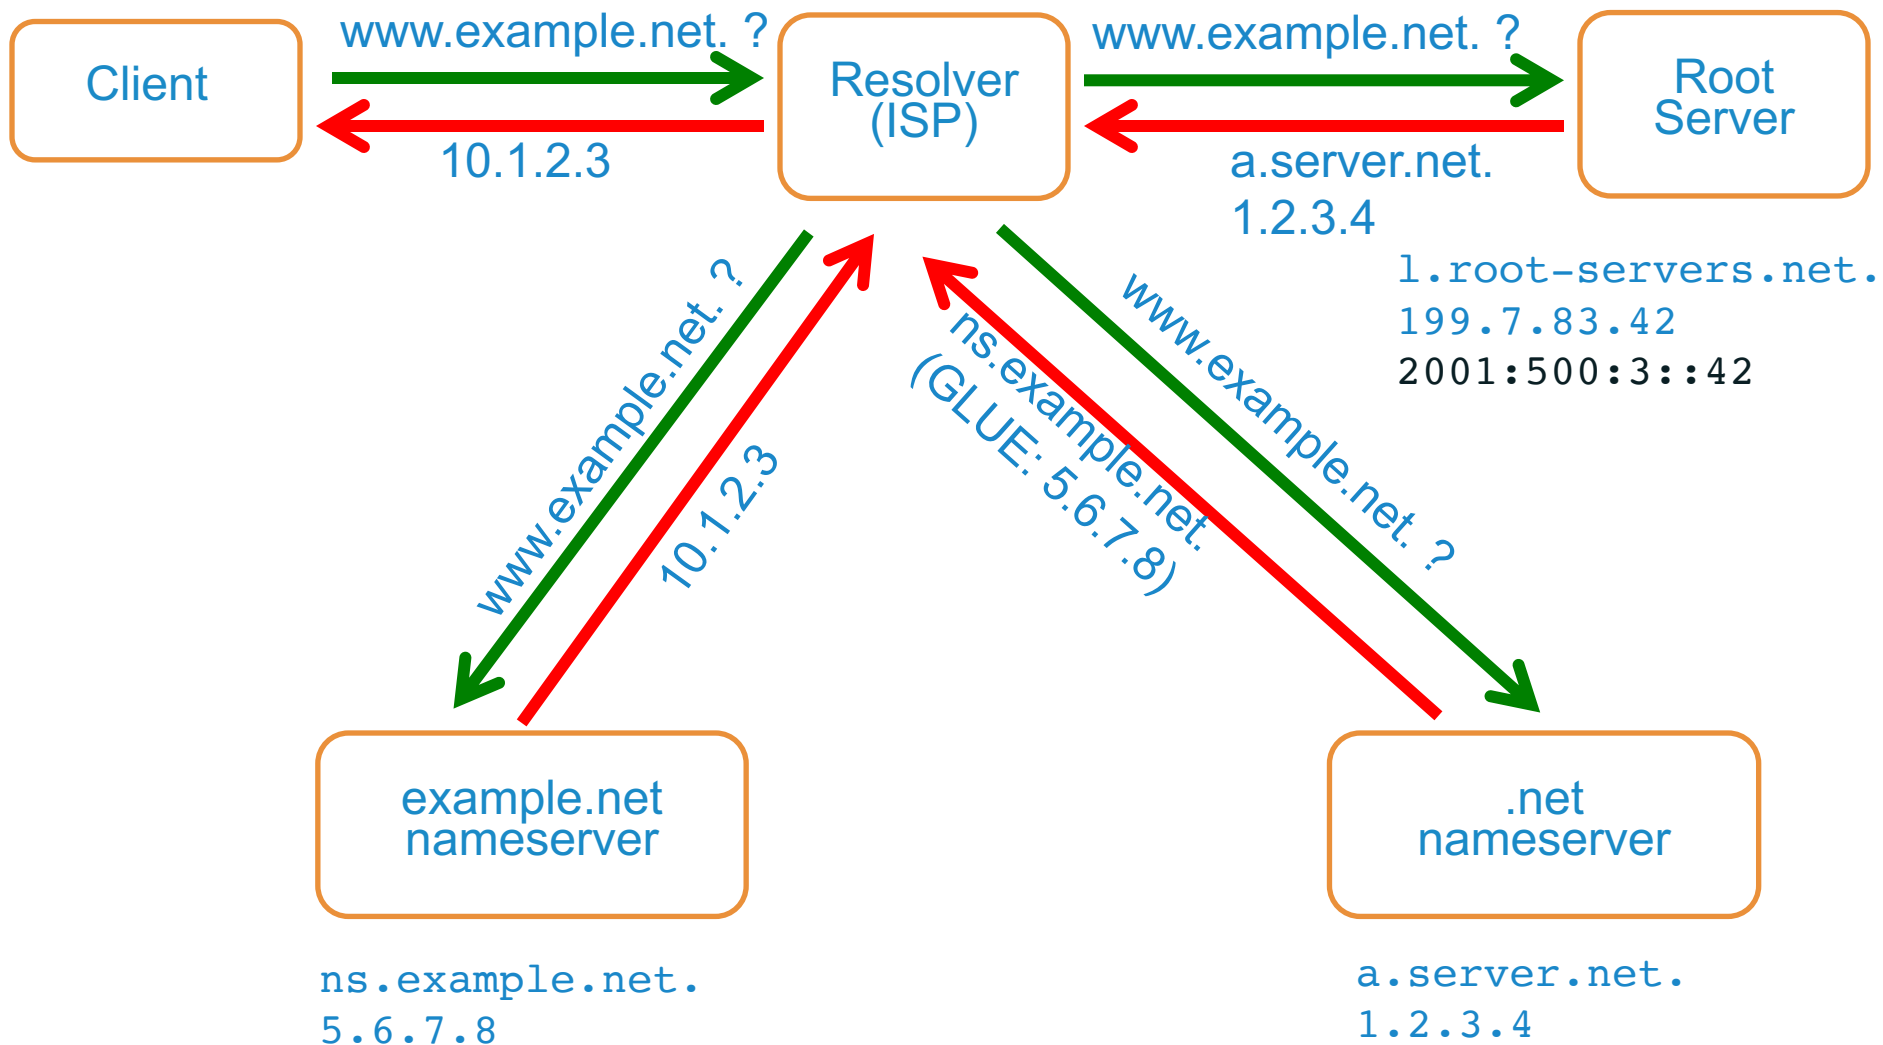 www.example.net. ?
www.example.net. ?
Client
Resolver
(ISP)
Root
Server
10.1.2.3
a.server.net.
1.2.3.4
l.root-servers.net.
199.7.83.42
2001:500:3::42
www.example.net. ?
10.1.2.3
ns.example.net.
(GLUE: 5.6.7.8)
www.example.net. ?
example.net
nameserver
.net
nameserver
ns.example.net.
5.6.7.8
a.server.net.
1.2.3.4